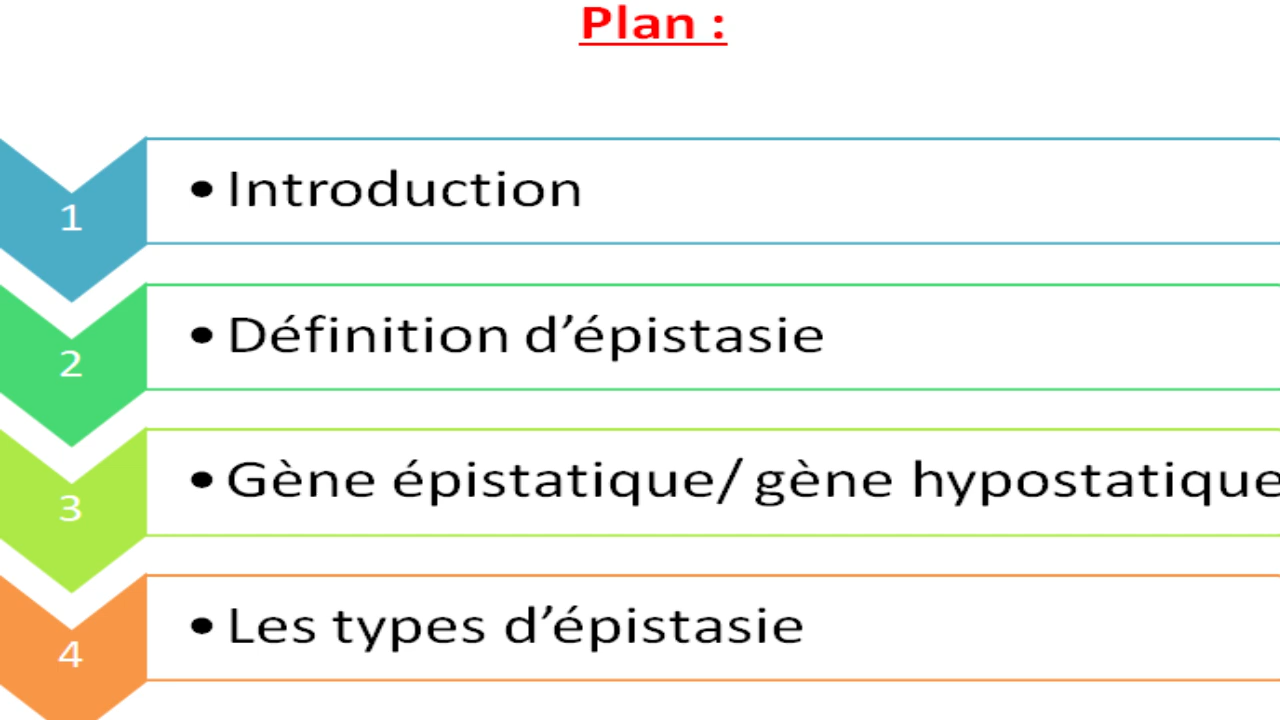 Plan :
1
• Introduction
2
• Définition d’épistasie
3
• Gène épistatique/ gène hypostatique
4
• Les types d’épistasie